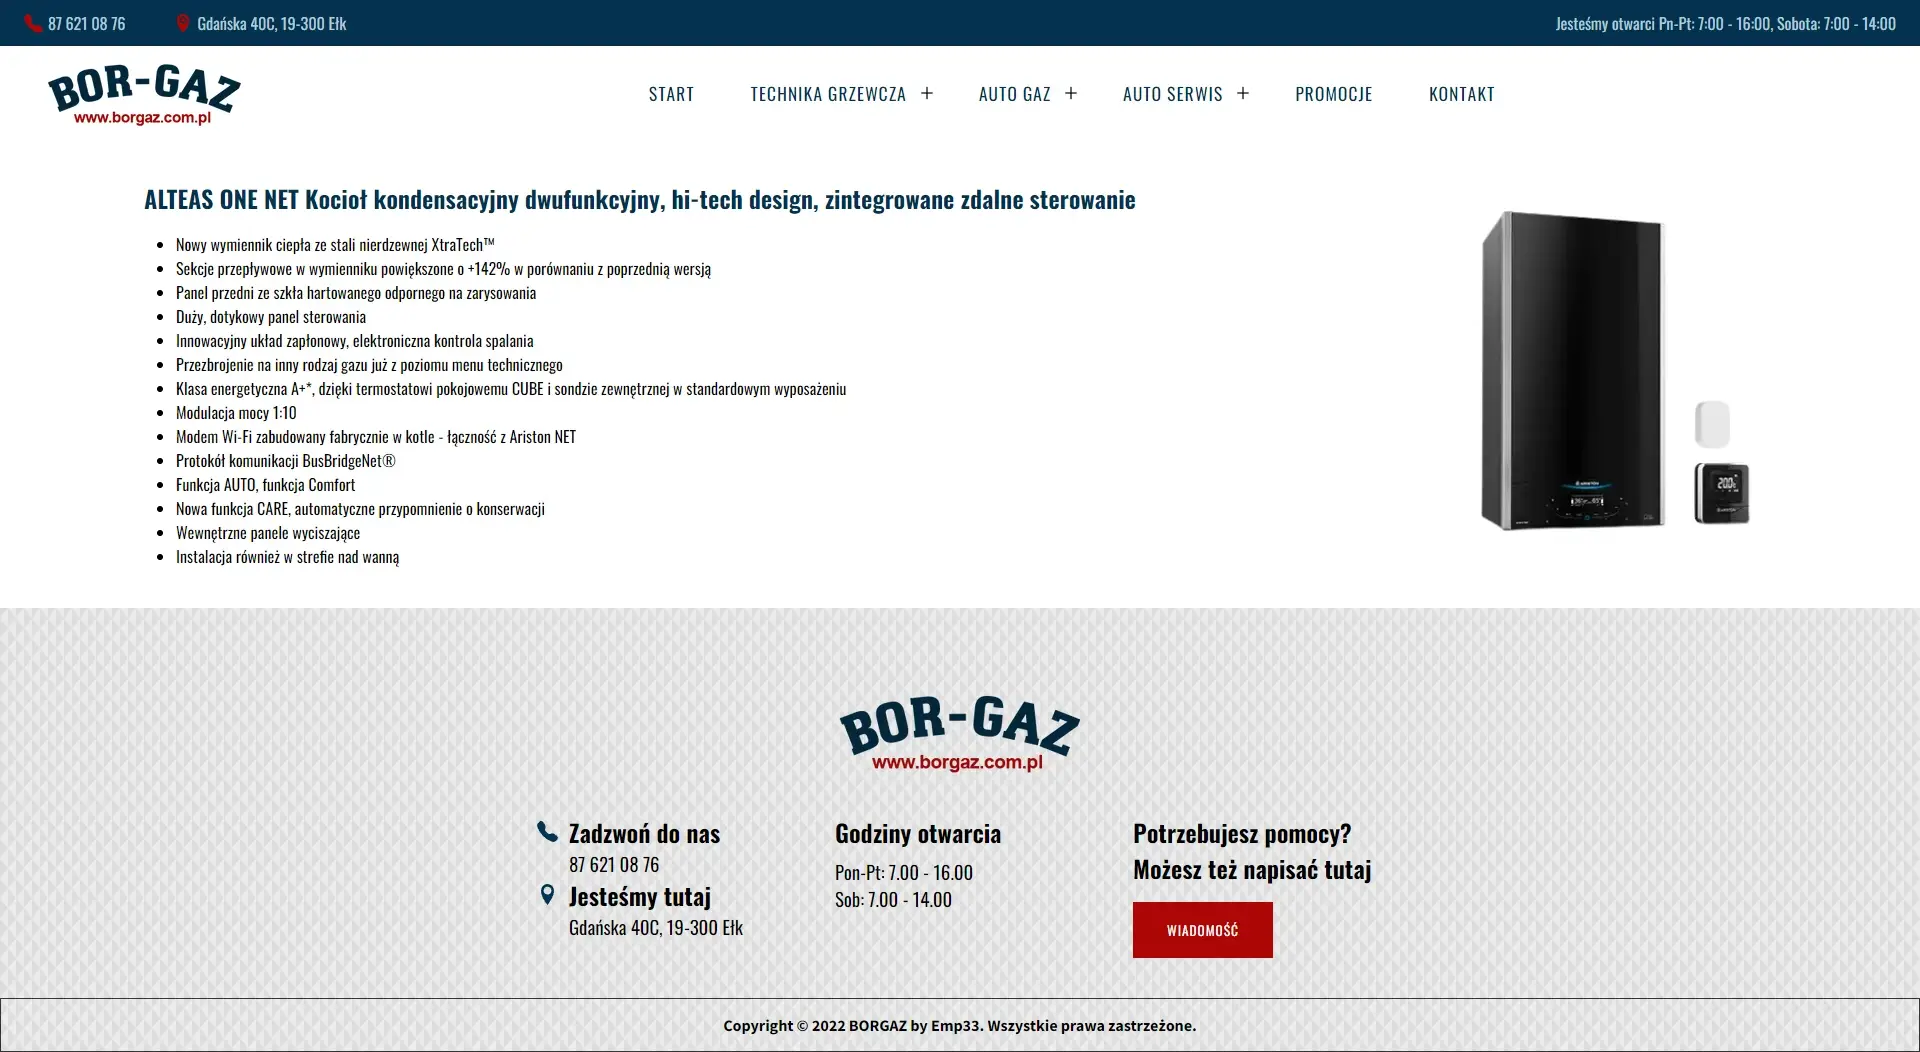 87 621 08 76
Gdańska 40C, 19-300 Ełk
Jesteśmy otwarci Pn-Pt: 7:00 - 16:00, Sobota: 7:00 - 14:00
BOR-GAZ
www.borgaz.com.pl
START
TECHNIKA GRZEWCZA +
AUTO GAZ +
AUTO SERWIS +
PROMOCJE
KONTAKT
ALTEAS ONE NET Kocioł kondensacyjny dwufunkcyjny, hi-tech design, zintegrowane zdalne sterowanie
Nowy wymiennik ciepła ze stali nierdzewnej XtraTech™
Sekcje przepływowe w wymienniku powiększone o +142% w porównaniu z poprzednią wersją
Panel przedni ze szkła hartowanego odpornego na zarysowania
Duży, dotykowy panel sterowania
Innowacyjny układ zapłonowy, elektroniczna kontrola spalania
Przezbrojenie na inny rodzaj gazu już z poziomu menu technicznego
Klasa energetyczna A+*, dzięki termostatowi pokojowemu CUBE i sondzie zewnętrznej w standardowym wyposażeniu
Modulacja mocy 1:10
Modem Wi-Fi zabudowany fabrycznie w kotle - łączność z Ariston NET
Protokół komunikacji BusBridgeNet®
Funkcja AUTO, funkcja Comfort
Nowa funkcja CARE, automatyczne przypomnienie o konserwacji
Wewnętrzne panele wyciszające
Instalacja również w strefie nad wanną
BOR-GAZ
www.borgaz.com.pl
Zadzwoń do nas
87 621 08 76
Jesteśmy tutaj
Gdańska 40C, 19-300 Ełk
Godziny otwarcia
Pon-Pt: 7.00 - 16.00
Sob: 7.00 - 14.00
Potrzebujesz pomocy?
Możesz też napisać tutaj
WIADOMOŚĆ
Copyright © 2022 BORGAZ by Emp33. Wszystkie prawa zastrzeżone.